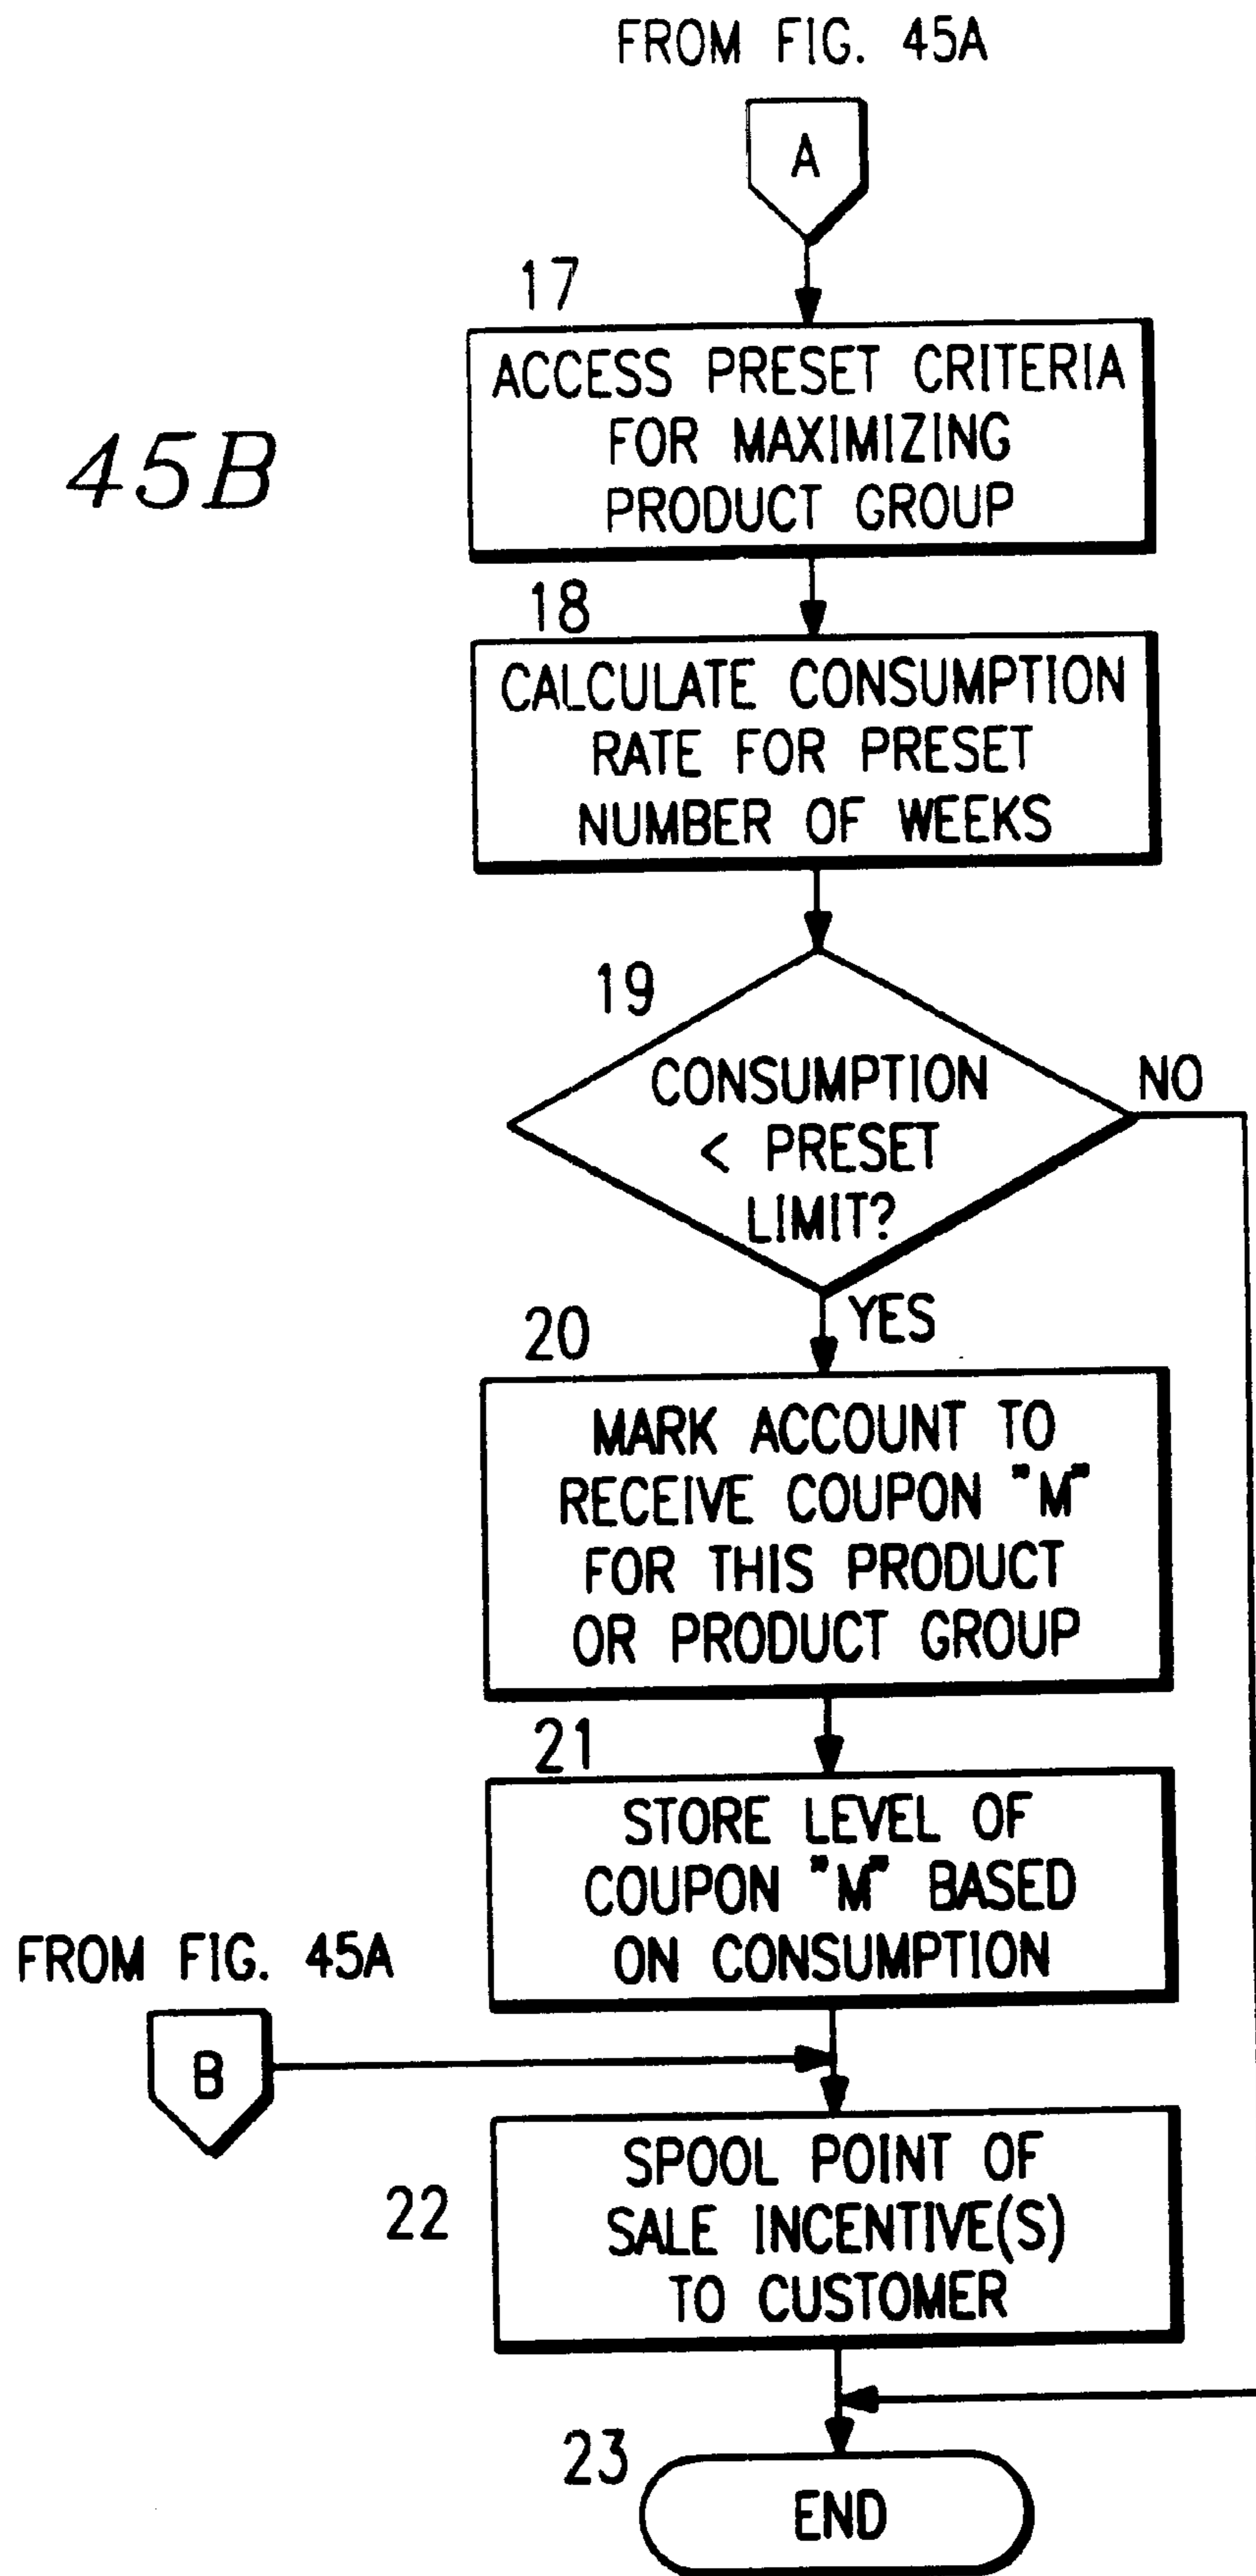 FROM FIG. 45A
A
17
ACCESS PRESET CRITERIA
FOR MAXIMIZING
PRODUCT GROUP
45B
18
CALCULATE CONSUMPTION
RATE FOR PRESET
NUMBER OF WEEKS
19
CONSUMPTION
< PRESET
LIMIT?
NO
YES
20
MARK ACCOUNT TO
RECEIVE COUPON "M"
FOR THIS PRODUCT
OR PRODUCT GROUP
21
STORE LEVEL OF
COUPON "M" BASED
ON CONSUMPTION
FROM FIG. 45A
B
22
SPOOL POINT OF
SALE INCENTIVE(S)
TO CUSTOMER
23
END